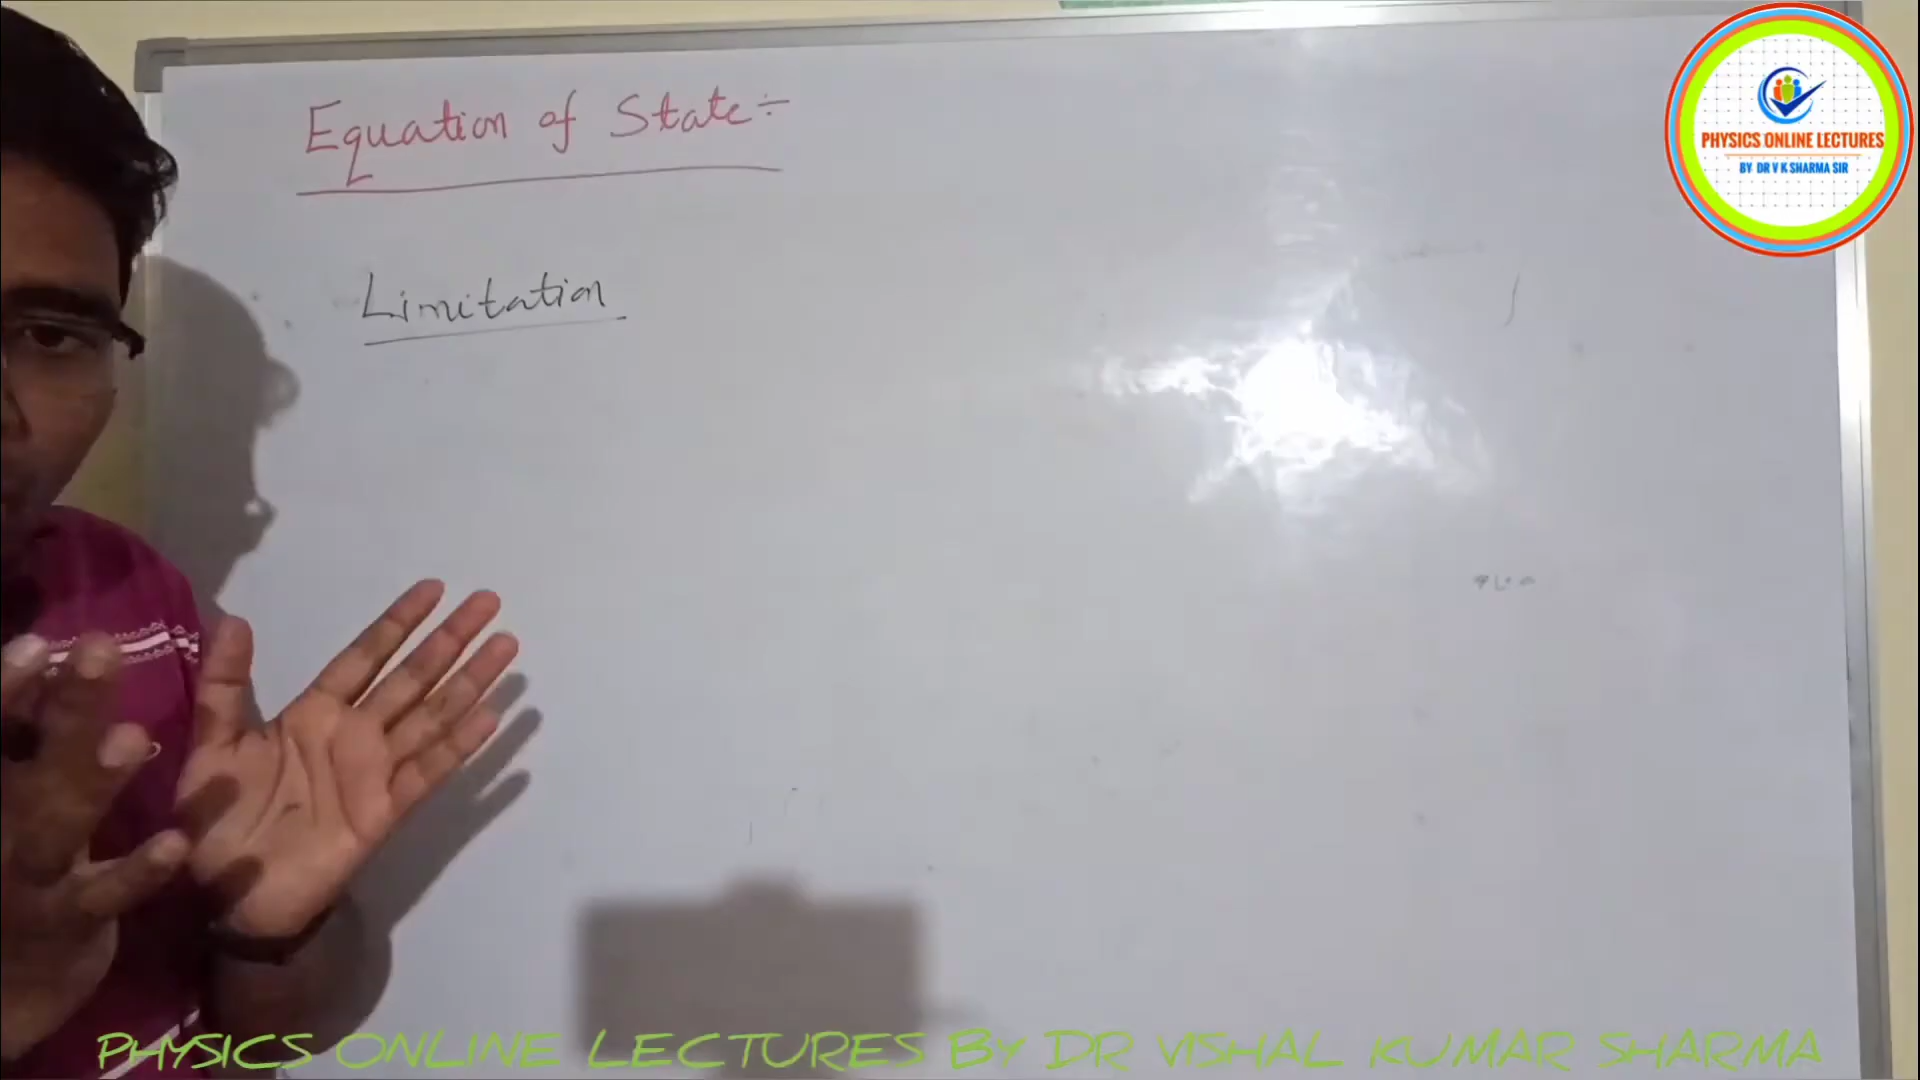 Equation of State ÷
Limitation
PHYSICS ONLINE LECTURES
BY DR V K SHARMA SIR
PHYSICS ONLINE LECTURES BY DR VISHAL KUMAR SHARMA